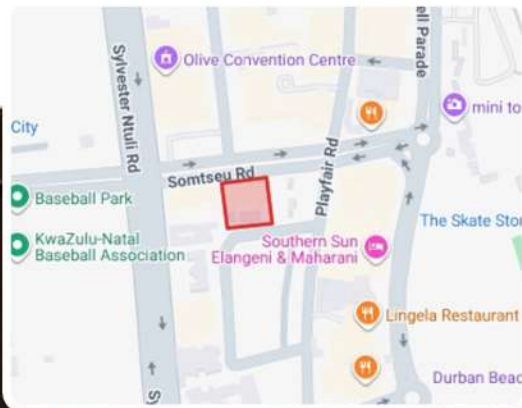 ell Parade
Sylvester Ntuli Rd
Olive Convention Centre
mini to
City
Somtseu Rd
Playfair Rd
Baseball Park
KwaZulu-Natal
Baseball Association
The Skate Stor
Southern Sun
Elangeni & Maharani
Lingela Restaurant
Durban Beac
Sy